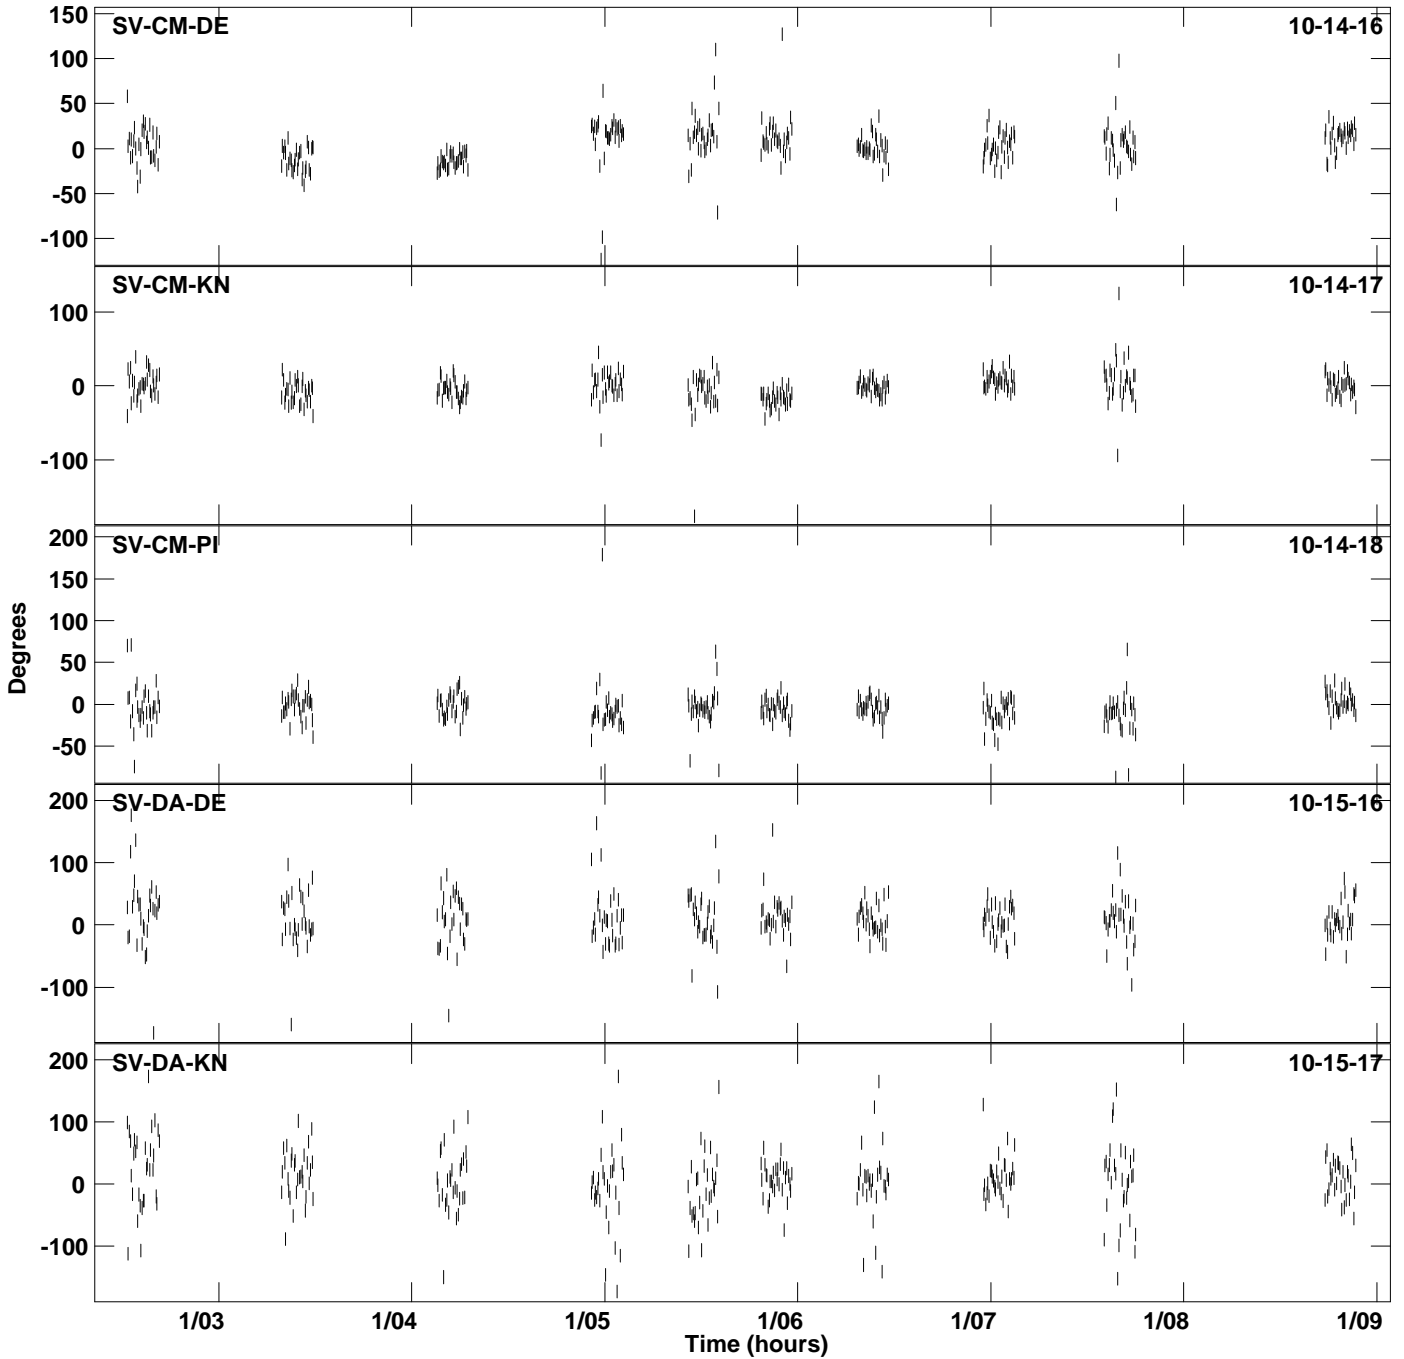 150 SV-CM-DE 10-14-16
100
50
0
-50
-100
SV-CM-KN 10-14-17
100
0
-100
200 SV-CM-PI 10-14-18
150
100
50
0
-50
Degrees
200 SV-DA-DE 10-15-16
100
0
-100
200 SV-DA-KN 10-15-17
100
0
-100
1/03 1/04 1/05 1/06 1/07 1/08 1/09
Time (hours)